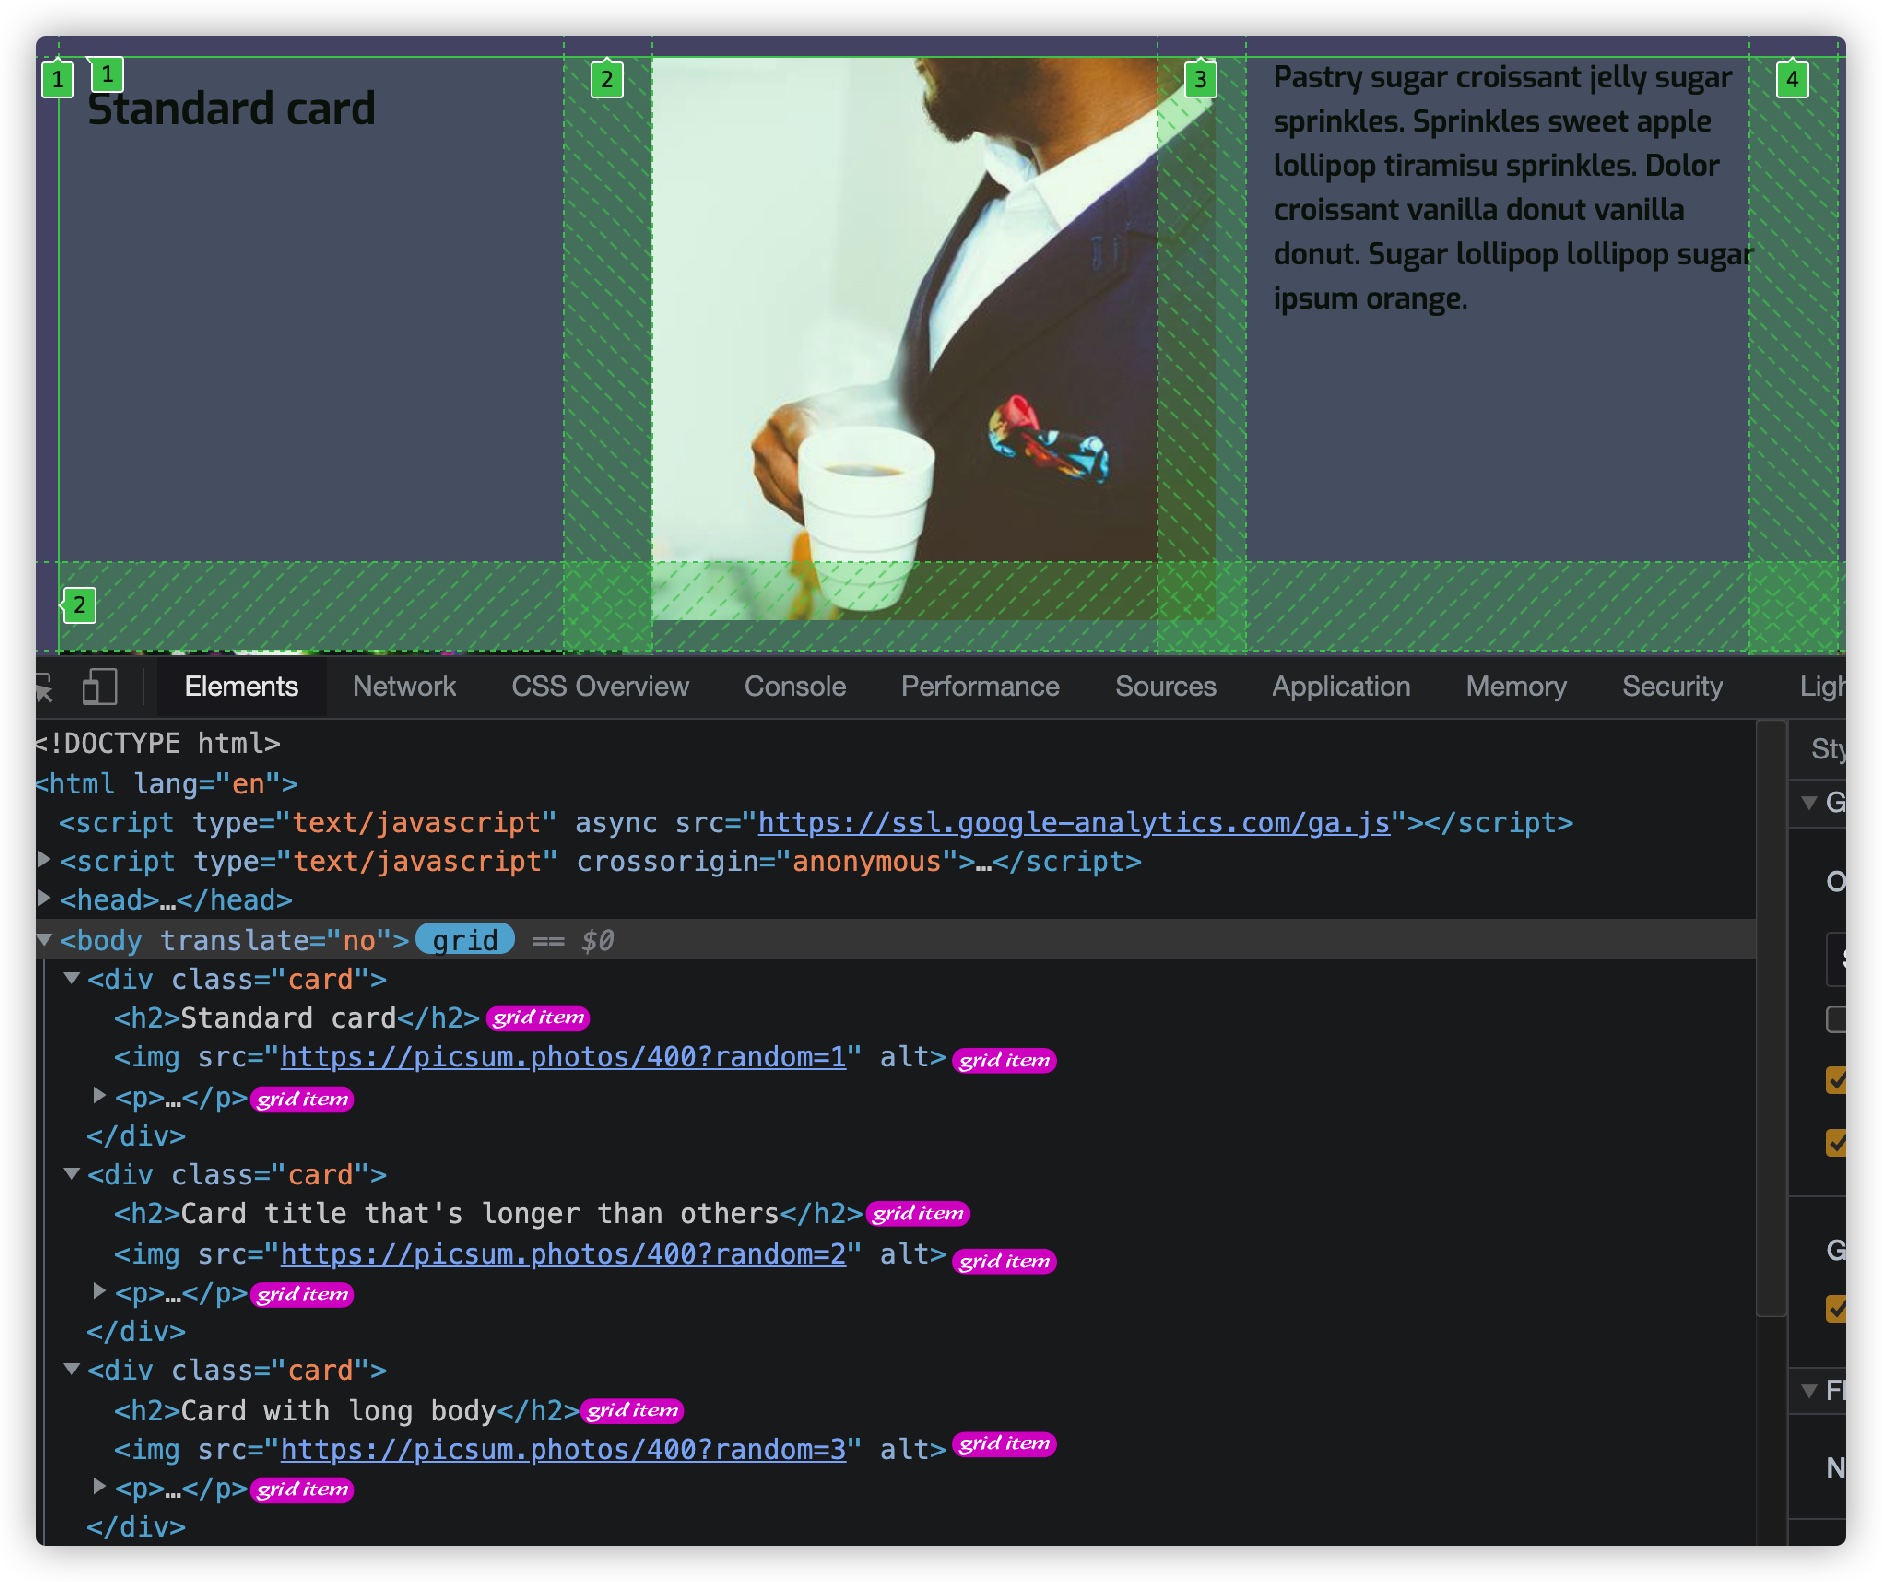 1
1
2
3
4
Standard card
Pastry sugar croissant jelly sugar
sprinkles. Sprinkles sweet apple
lollipop tiramisu sprinkles. Dolor
croissant vanilla donut vanilla
donut. Sugar lollipop lollipop sugar
ipsum orange.
2
Elements Network CSS Overview Console Performance Sources Application Memory Security Ligh
<!DOCTYPE html>
<html lang="en">
<script type="text/javascript" async src="https://ssl.google-analytics.com/ga.js"></script>
<script type="text/javascript" crossorigin="anonymous">…</script>
<head>…</head>
<body translate="no"> grid == $0
<div class="card">
<h2>Standard card</h2> grid item
<img src="https://picsum.photos/400?random=1" alt> grid item
<p>…</p> grid item
</div>
<div class="card">
<h2>Card title that's longer than others</h2> grid item
<img src="https://picsum.photos/400?random=2" alt> grid item
<p>…</p> grid item
</div>
<div class="card">
<h2>Card with long body</h2> grid item
<img src="https://picsum.photos/400?random=3" alt> grid item
<p>…</p> grid item
</div>
Sty
G
O
G
N